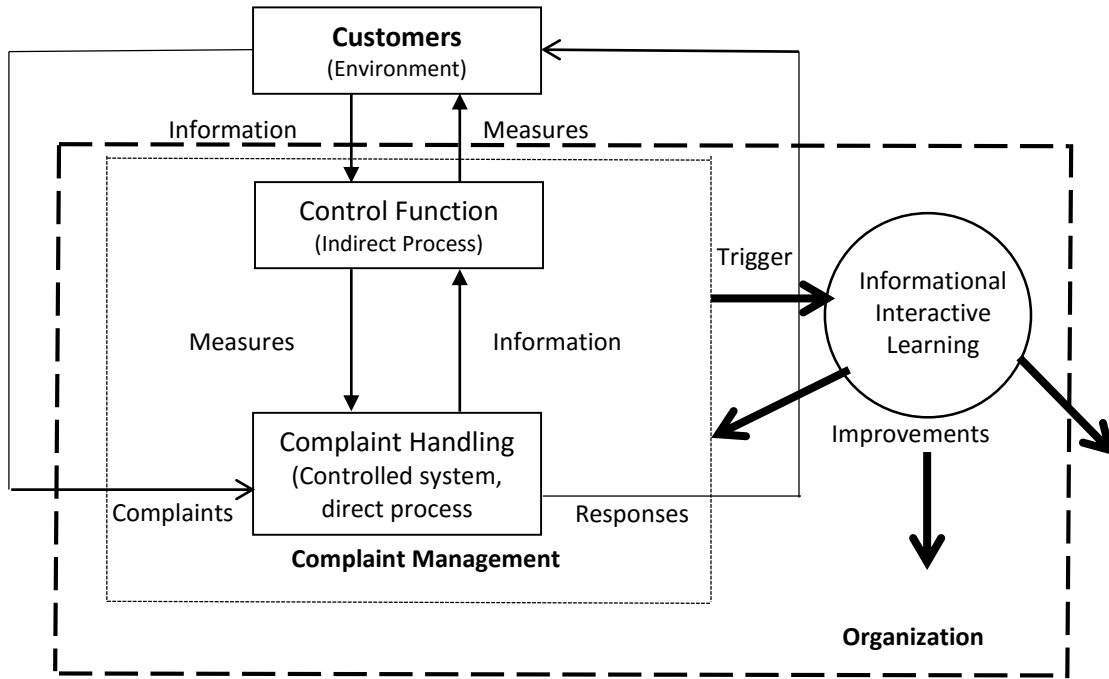 Customers
(Environment)
Information
Measures
Control Function
(Indirect Process)
Trigger
Informational
Interactive
Learning
Measures
Information
Complaint Handling
(Controlled system,
direct process
Improvements
Complaints
Responses
Complaint Management
Organization